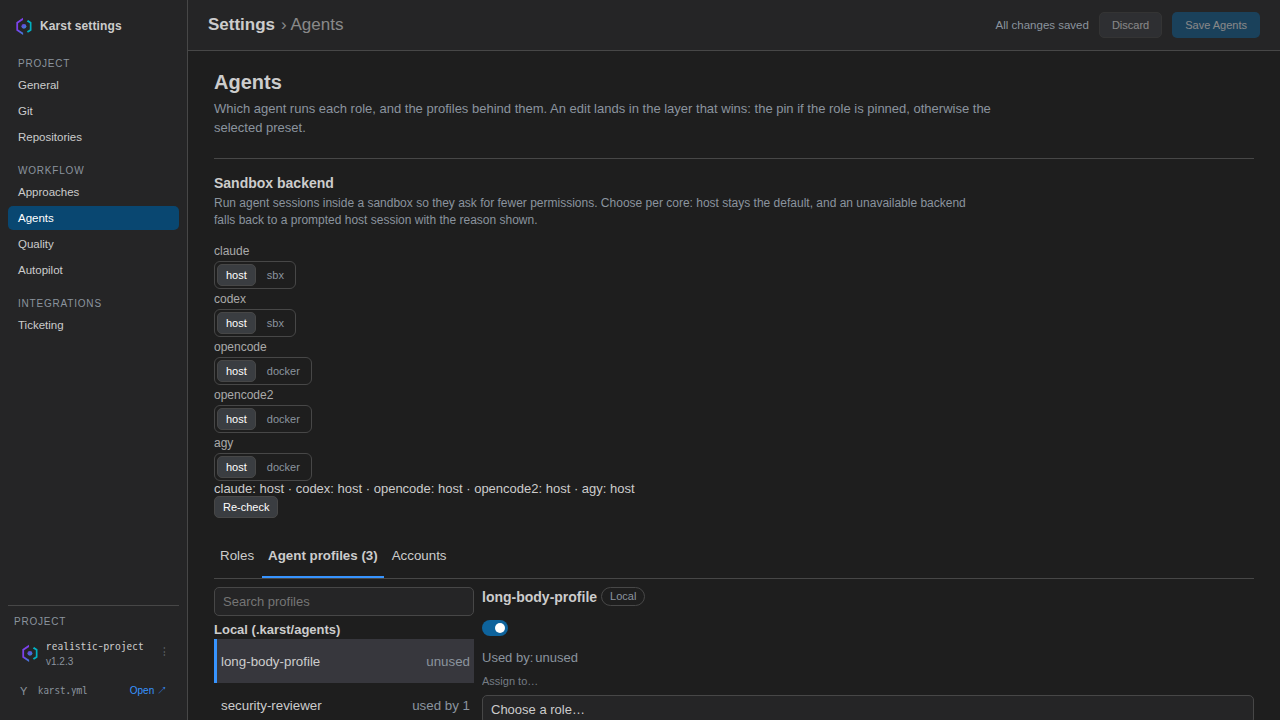 Karst settings
PROJECT
General
Git
Repositories
WORKFLOW
Approaches
Agents
Quality
Autopilot
INTEGRATIONS
Ticketing
PROJECT
realistic-project
v1.2.3
Y karst.yml Open ↗
Settings › Agents
All changes saved Discard Save Agents
Agents
Which agent runs each role, and the profiles behind them. An edit lands in the layer that wins: the pin if the role is pinned, otherwise the
selected preset.
Sandbox backend
Run agent sessions inside a sandbox so they ask for fewer permissions. Choose per core: host stays the default, and an unavailable backend
falls back to a prompted host session with the reason shown.
claude
host sbx
codex
host sbx
opencode
host docker
opencode2
host docker
agy
host docker
claude: host · codex: host · opencode: host · opencode2: host · agy: host
Re-check
Roles Agent profiles (3) Accounts
Search profiles
Local (.karst/agents)
long-body-profile unused
security-reviewer used by 1
long-body-profile Local
Used by: unused
Assign to…
Choose a role…